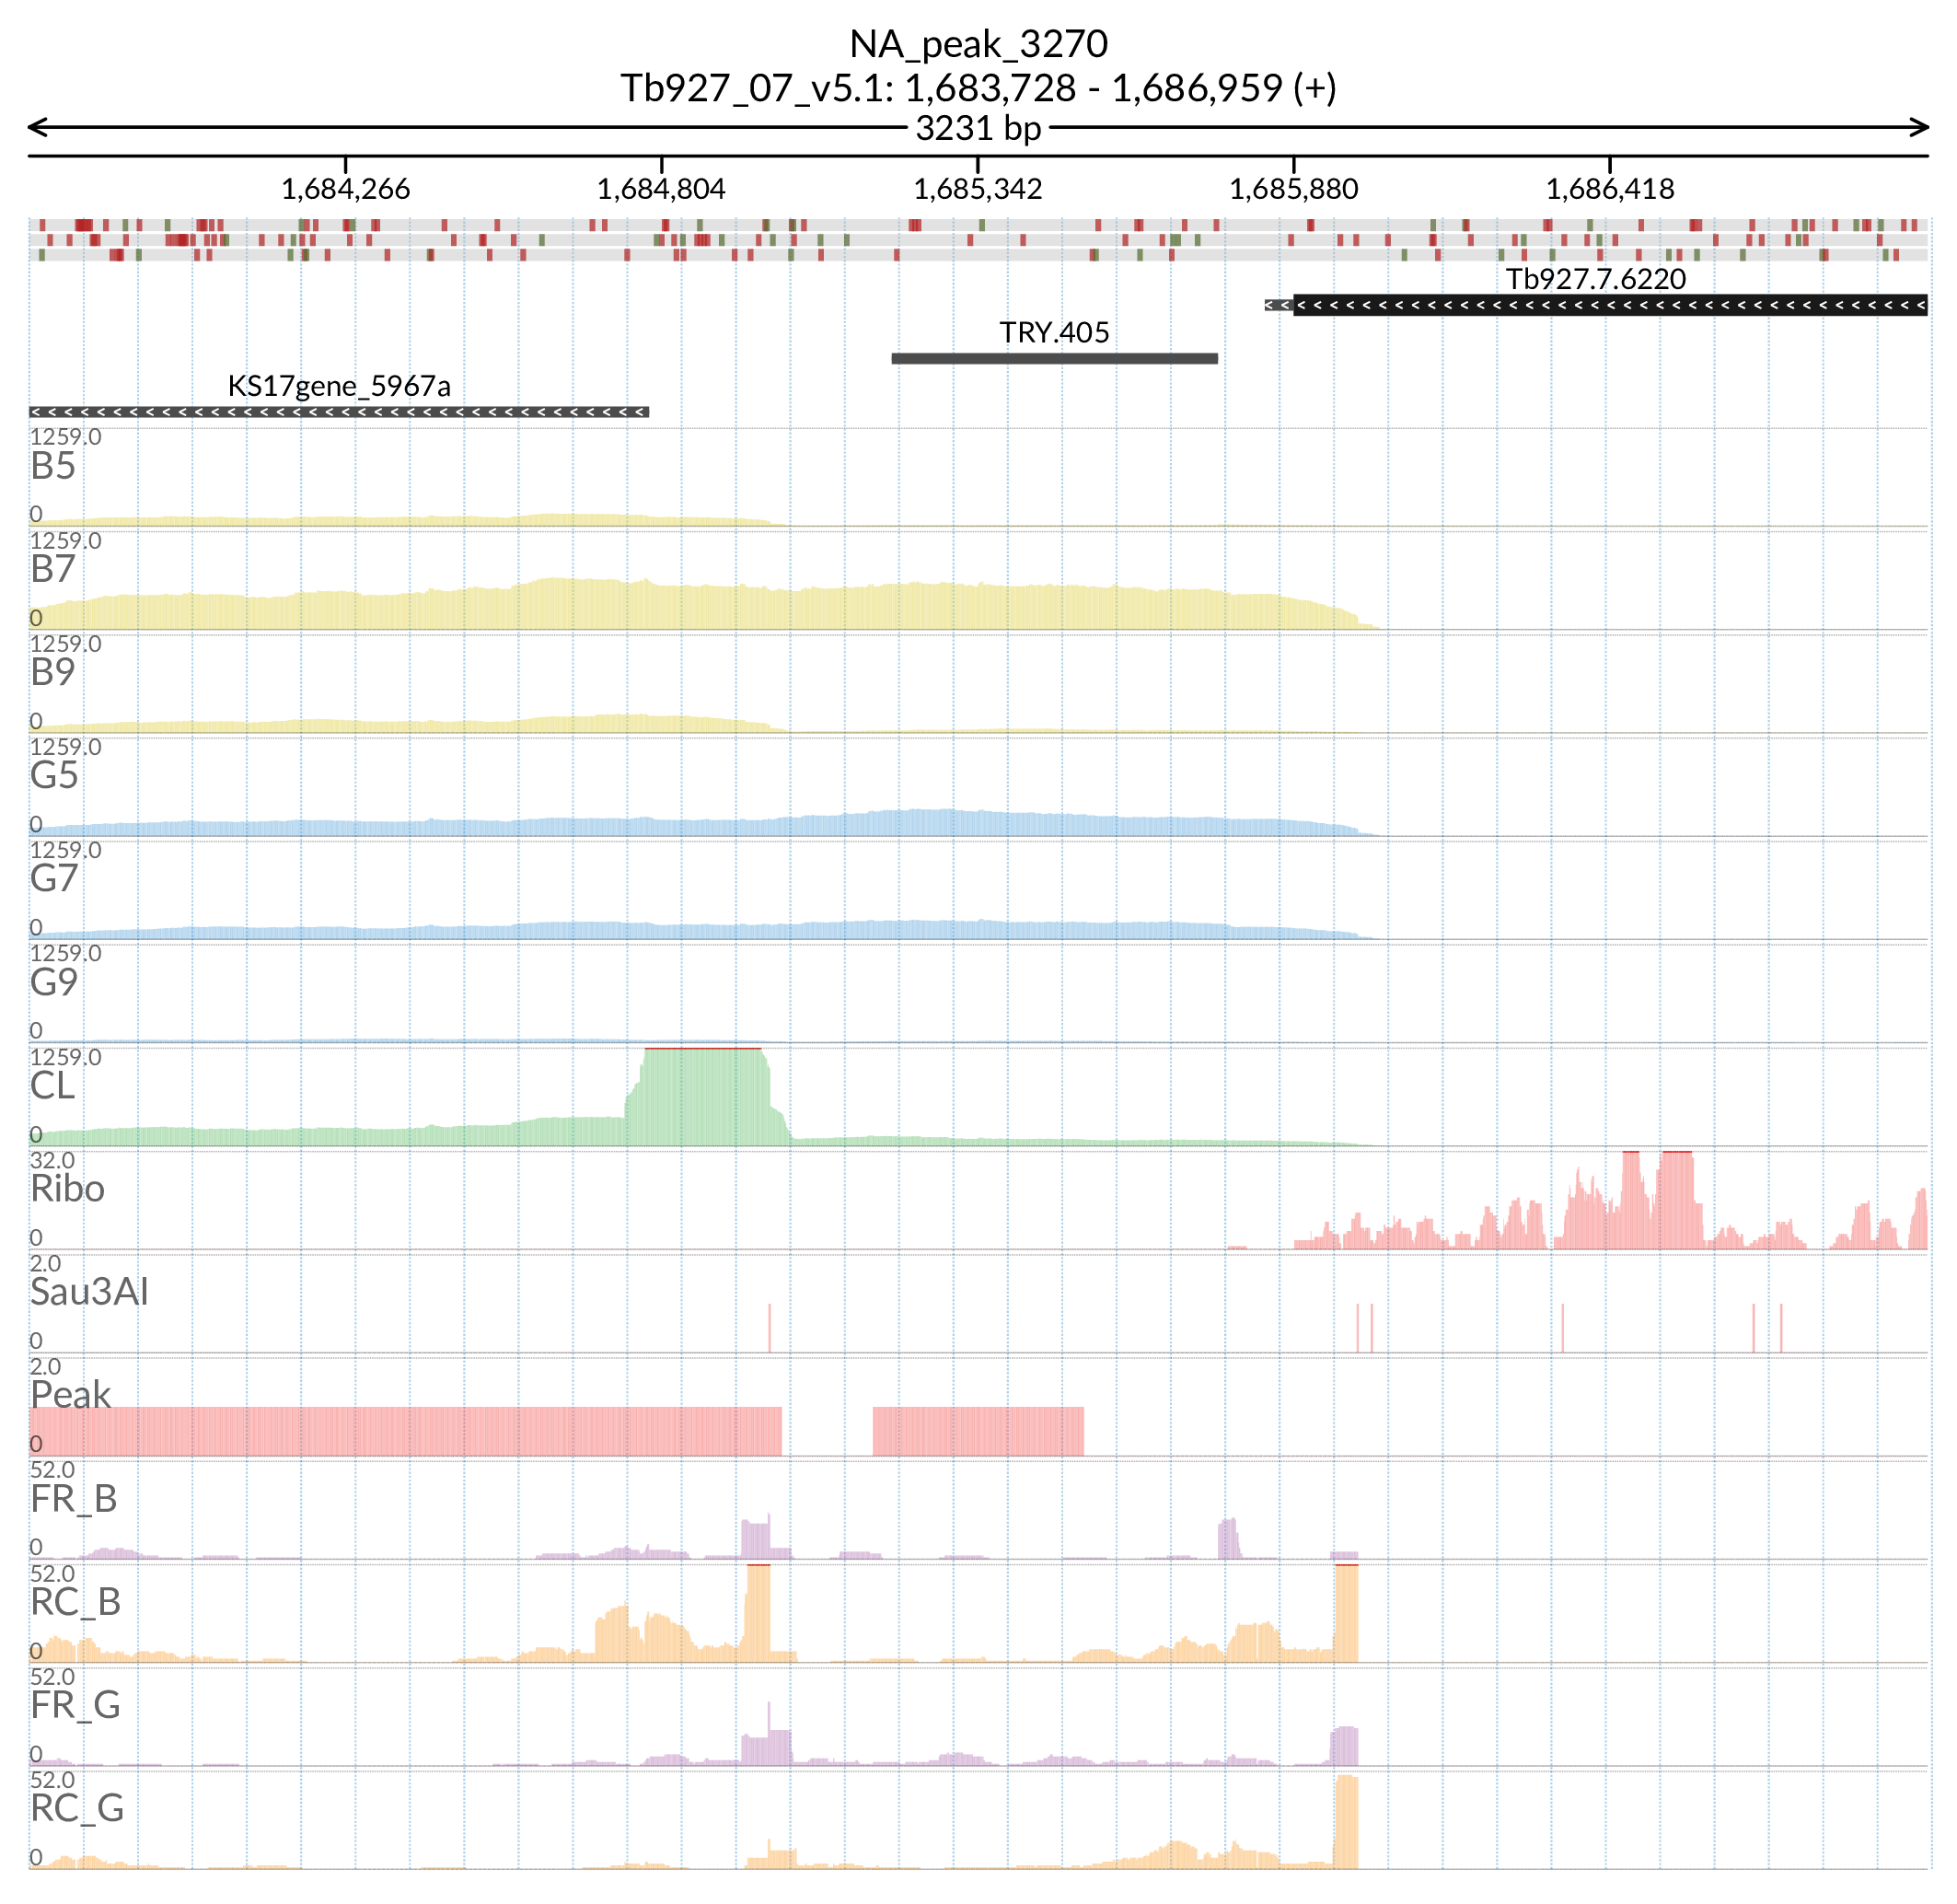 NA_peak_3270
Tb927_07_v5.1: 1,683,728 - 1,686,959 (+)
3231 bp
1,684,266 1,684,804 1,685,342 1,685,880 1,686,418
Tb927.7.6220
TRY.405
KS17gene_5967a
1259.0
B5
0
1259.0
B7
0
1259.0
B9
0
1259.0
G5
0
1259.0
G7
0
1259.0
G9
0
1259.0
CL
0
32.0
Ribo
0
2.0
Sau3AI
0
2.0
Peak
0
52.0
FR_B
0
52.0
RC_B
0
52.0
FR_G
0
52.0
RC_G
0